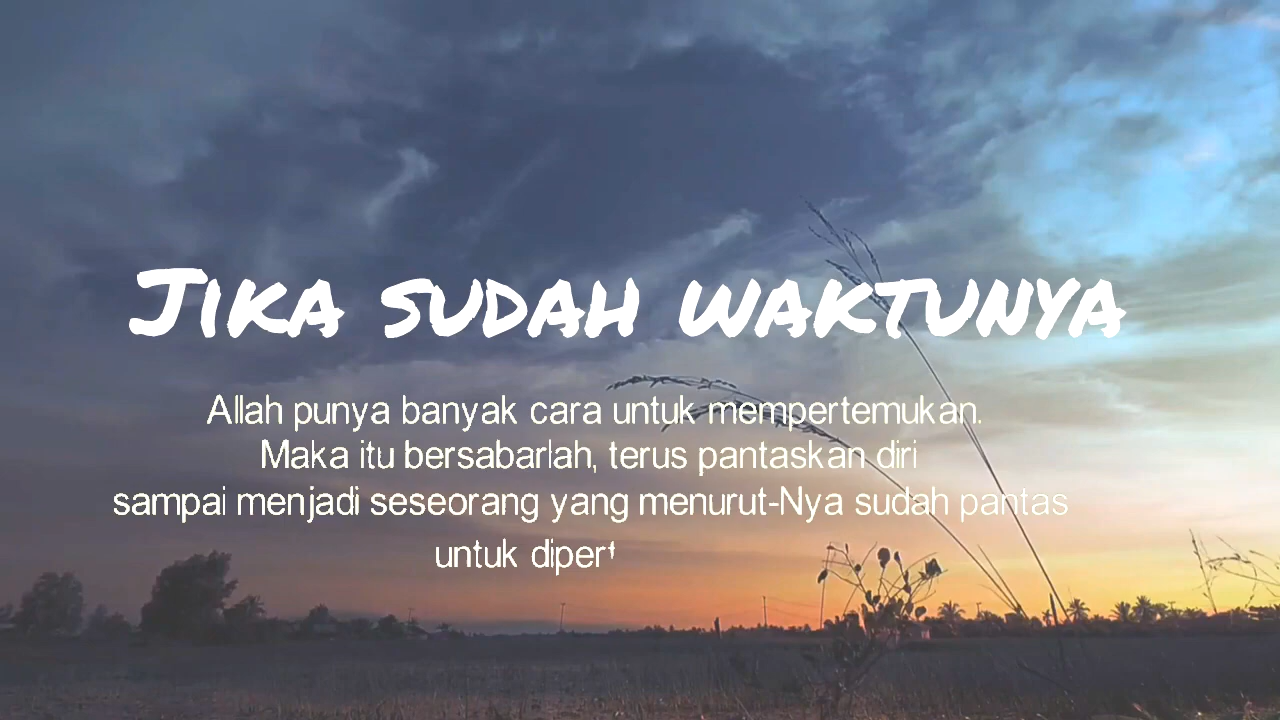 Jika sudah waktunya
Allah punya banyak cara untuk mempertemukan.
Maka itu bersabarlah, terus pantaskan diri
sampai menjadi seseorang yang menurut-Nya sudah pantas
untuk dipert